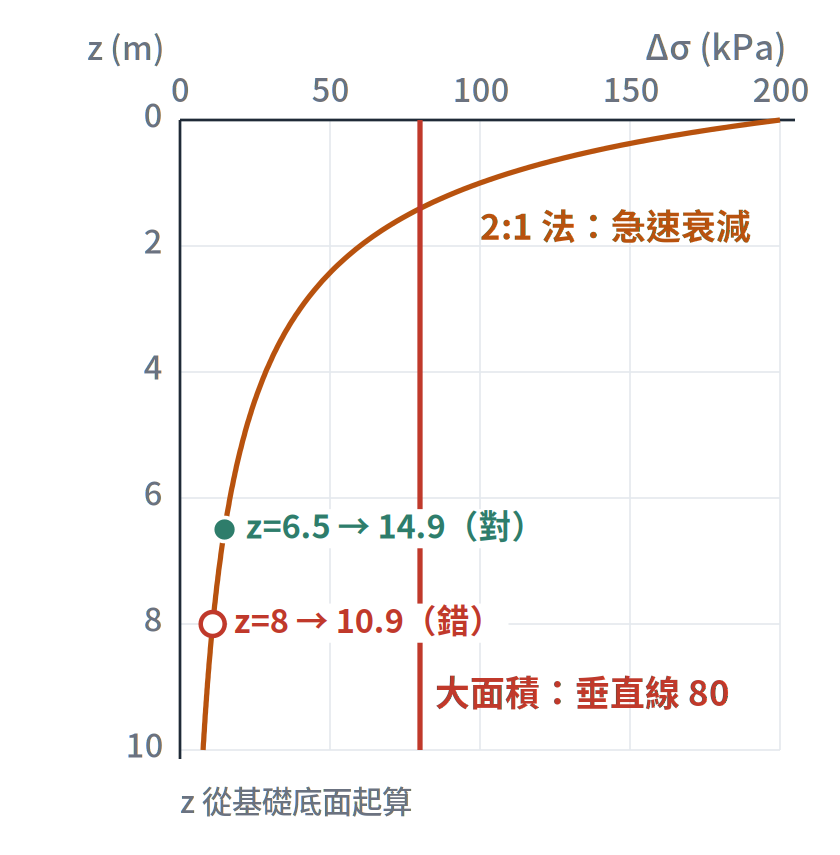 z (m)
Δσ (kPa)
0 50 100 150 200
0
2:1 法：急速衰減
2
4
6
z=6.5 → 14.9（對）
8
z=8 → 10.9（錯）
大面積：垂直線 80
10
z 從基礎底面起算